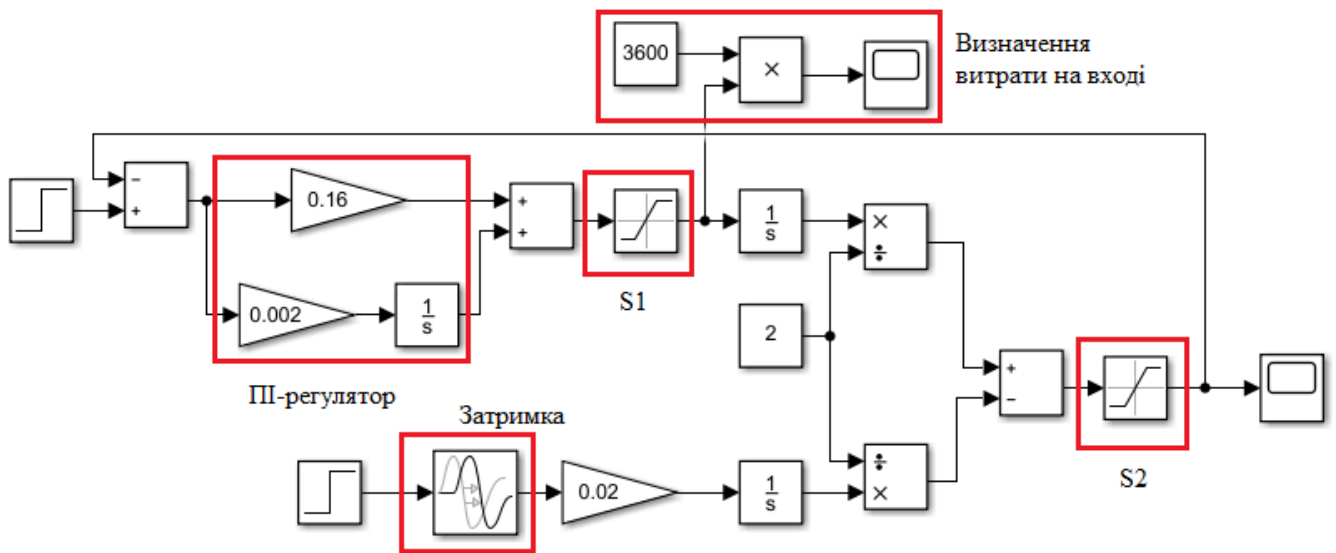 3600
×
Визначення
витрати на вході
−
+
0.16
+
+
1
s
×
÷
0.002
1
s
S1
2
+
−
ПІ-регулятор
Затримка
0.02
1
s
÷
×
S2